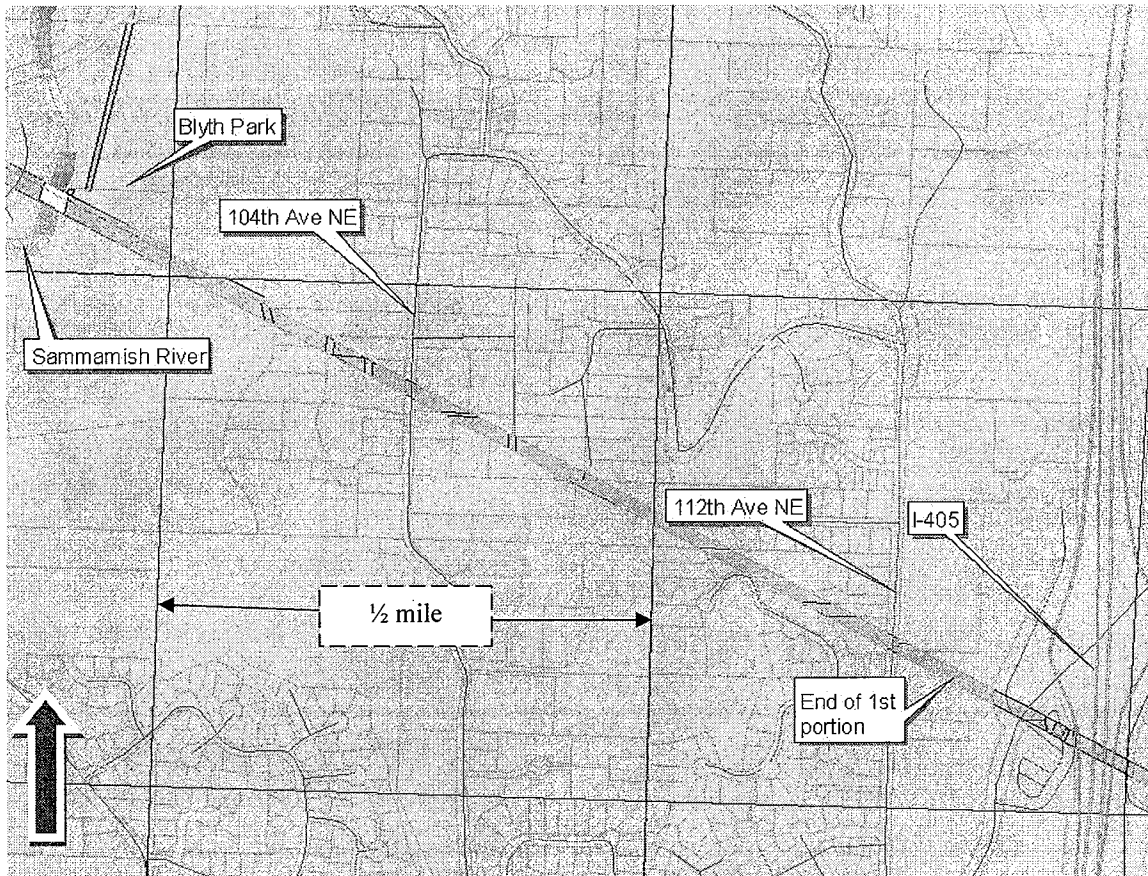 Blyth Park
104th Ave NE
Sammamish River
112th Ave NE
I-405
½ mile
End of 1st
portion